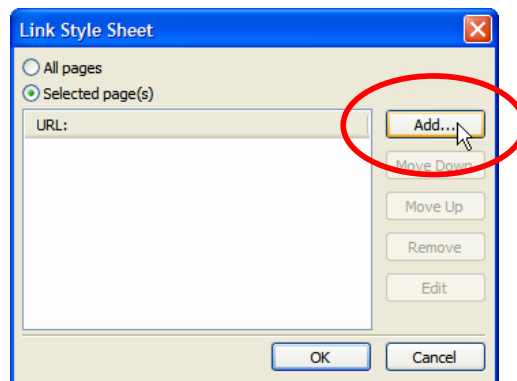 Link Style Sheet
All pages
Selected page(s)
URL:
Add...
Move Down
Move Up
Remove
Edit
OK
Cancel